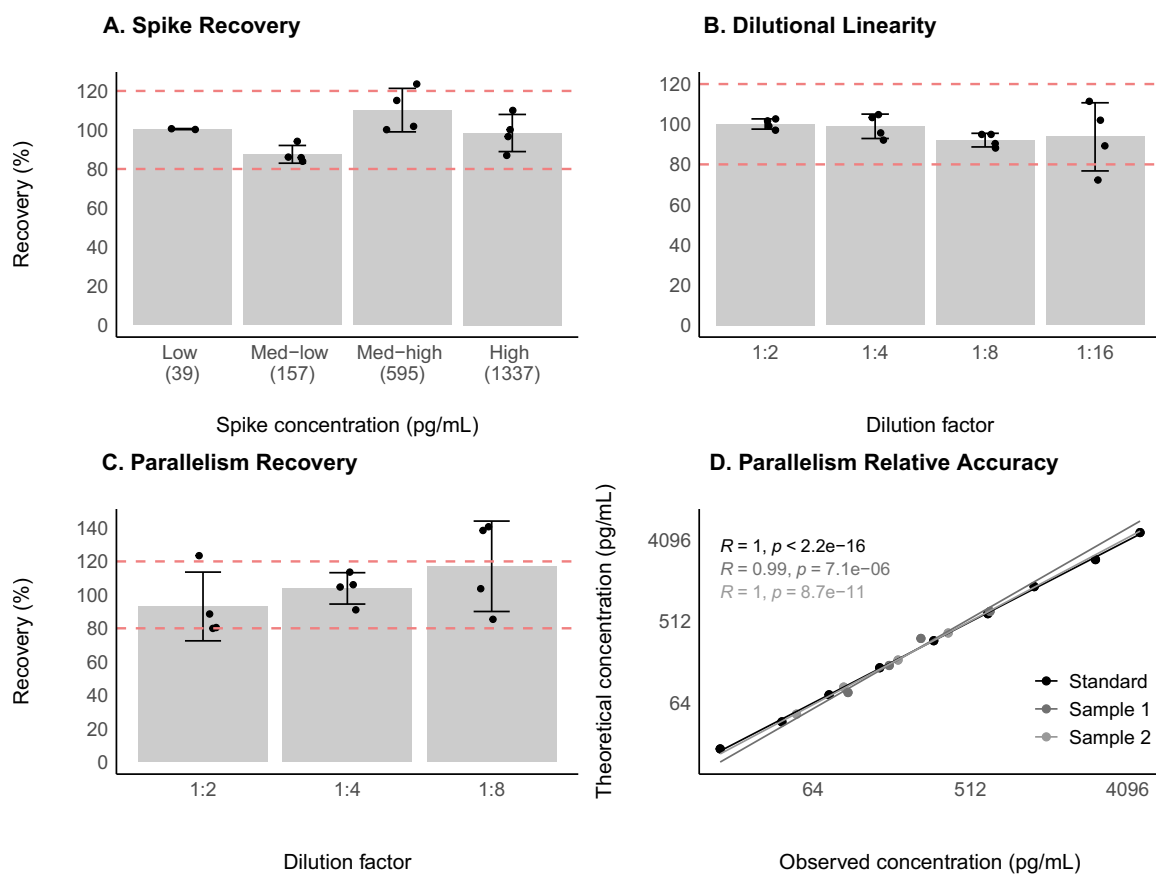 A. Spike Recovery
Recovery (%)
120
100
80
60
40
20
0
Low
(39)
Med−low
(157)
Med−high
(595)
High
(1337)
Spike concentration (pg/mL)
B. Dilutional Linearity
120
100
80
60
40
20
0
1:2
1:4
1:8
1:16
Dilution factor
C. Parallelism Recovery
Recovery (%)
140
120
100
80
60
40
20
0
1:2
1:4
1:8
Dilution factor
D. Parallelism Relative Accuracy
Theoretical concentration (pg/mL)
4096
512
64
R = 1, p < 2.2e−16
R = 0.99, p = 7.1e−06
R = 1, p = 8.7e−11
Standard
Sample 1
Sample 2
64
512
4096
Observed concentration (pg/mL)